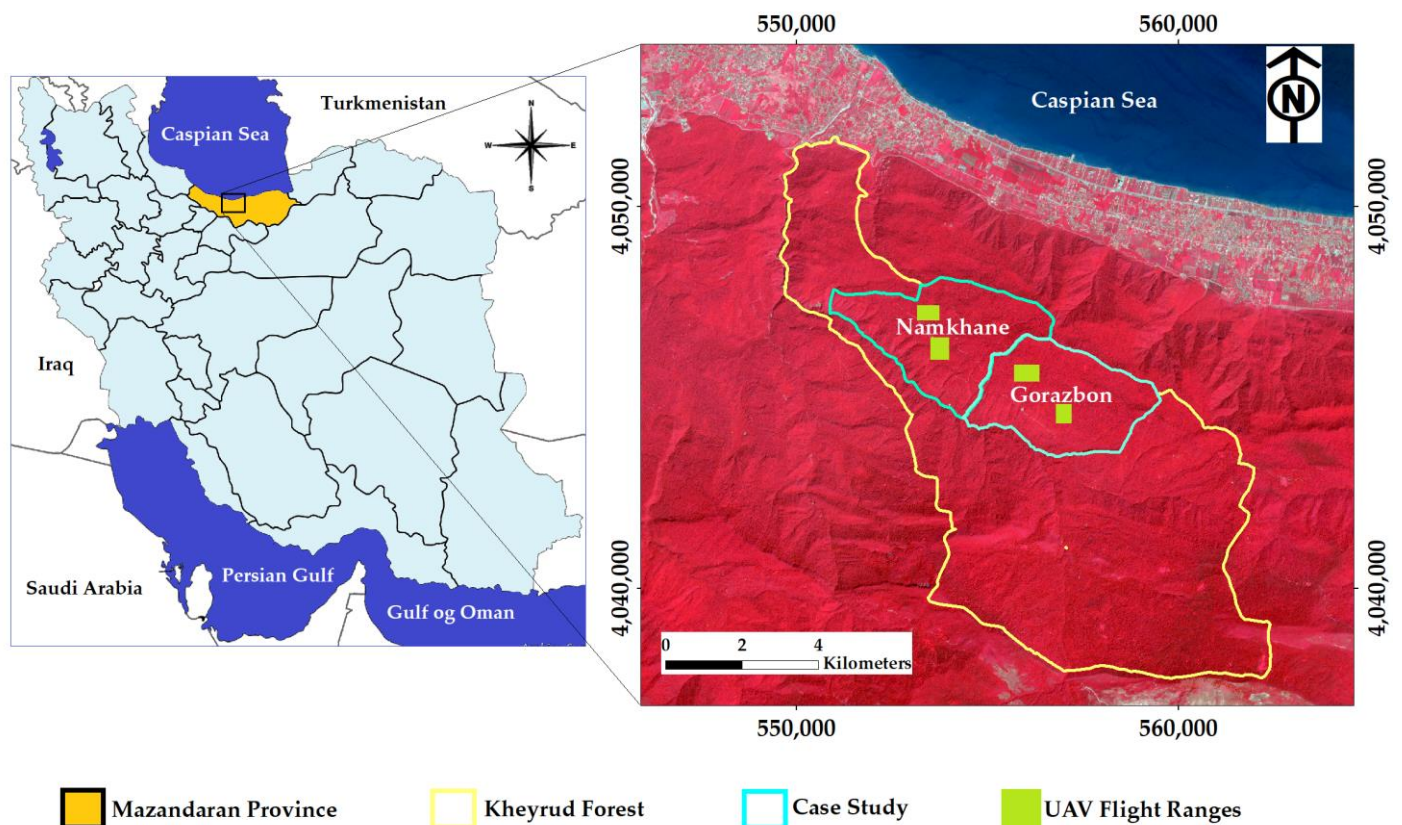 550,000
560,000
Turkmenistan
Caspian Sea
N
W
E
S
Iraq
Saudi Arabia
Persian Gulf
Gulf og Oman
Caspian Sea
N
4,050,000
4,050,000
Namkhane
Gorazbon
4,040,000
4,040,000
0 2 4
Kilometers
550,000
560,000
Mazandaran Province
Kheyrud Forest
Case Study
UAV Flight Ranges